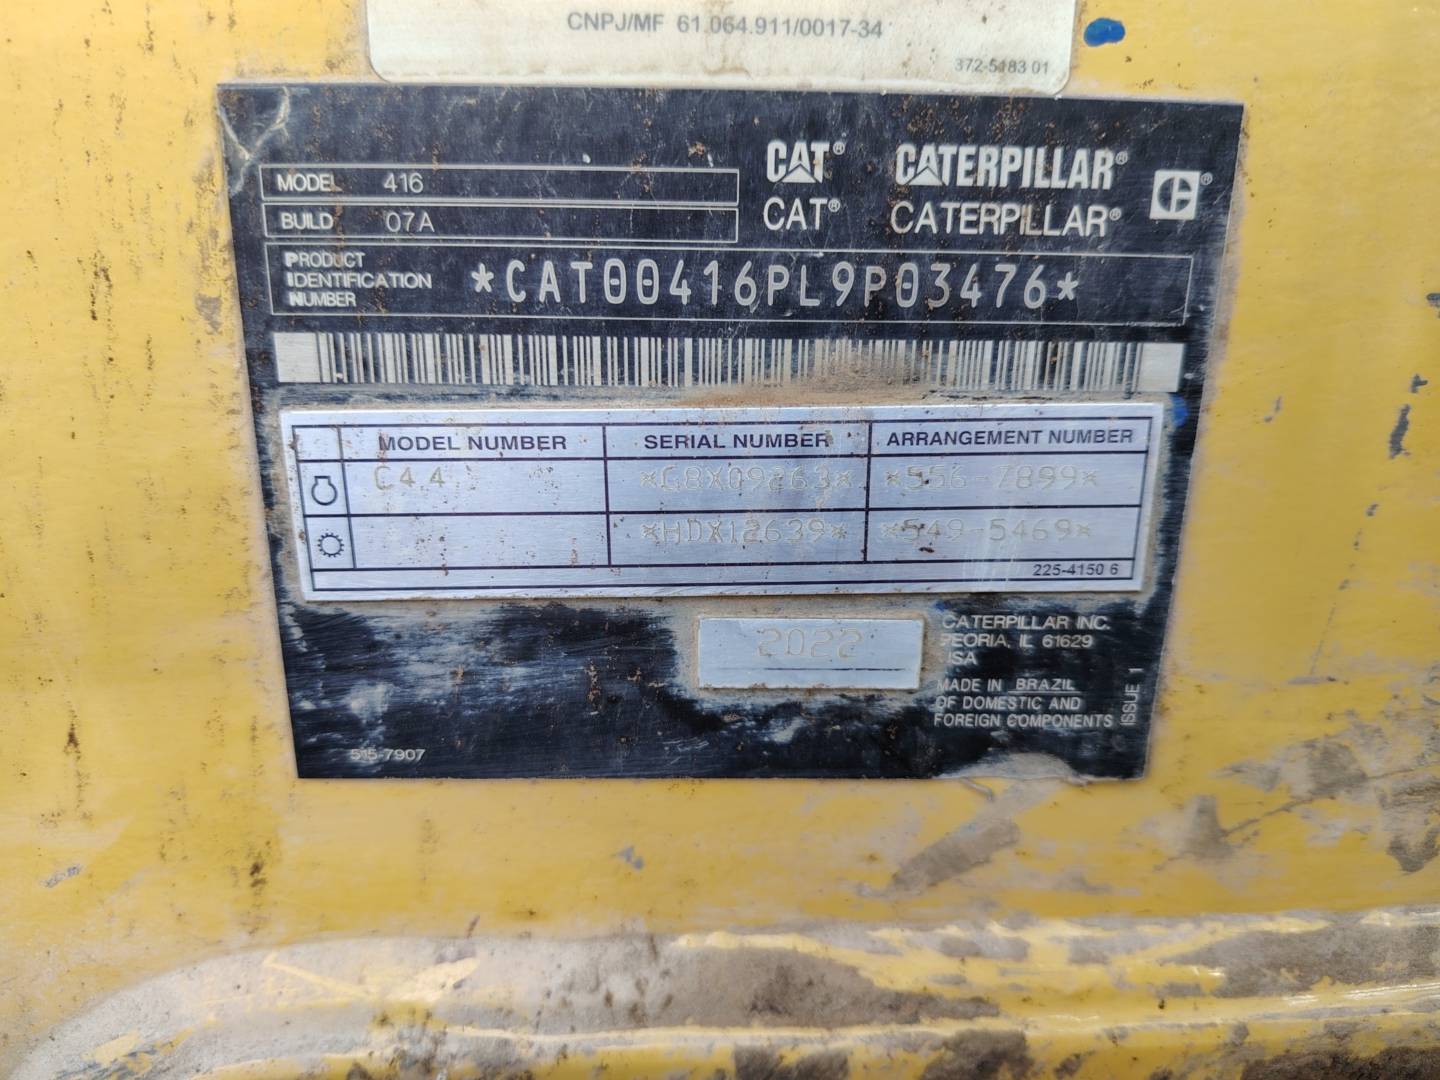 CNPJ/MF 61.064.911/0017-34
372-5183 01
MODEL 416
BUILD 07A
CAT® CATERPILLAR®
CAT® CATERPILLAR® ®
PRODUCT
IDENTIFICATION
NUMBER
*CAT00416PL9P03476*
MODEL NUMBER SERIAL NUMBER ARRANGEMENT NUMBER
C4.4 *G8X09263* *556-7899*
*HDX12639* *549-5469*
225-4150 6
2022
CATERPILLAR INC.
PEORIA, IL 61629
USA
MADE IN BRAZIL
OF DOMESTIC AND
FOREIGN COMPONENTS
ISSUE 1
515-7907